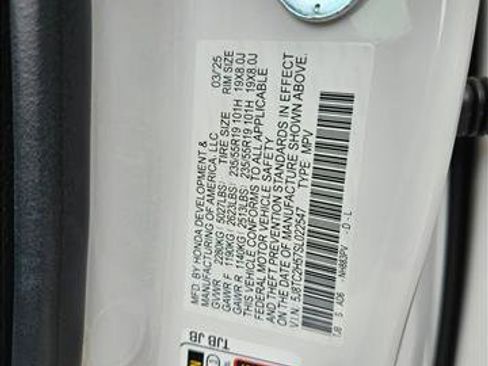 MFD. BY HONDA DEVELOPMENT &
MANUFACTURING OF AMERICA, LLC 03/25
GVWR 2280KG ( 5027LBS) TIRE SIZE RIM SIZE
GAWR F 1190KG ( 2623LBS) 235/55R19 101H 19X8.0J
GAWR R 1140KG ( 2513LBS) 235/55R19 101H 19X8.0J
THIS VEHICLE CONFORMS TO ALL APPLICABLE
FEDERAL MOTOR VEHICLE SAFETY
AND THEFT PREVENTION STANDARDS IN EFFECT
ON THE DATE OF MANUFACTURE SHOWN ABOVE.
V.I.N. 5J8TC2H67SL022547 TYPE MPV
NH883PV -D-L
TJB JB